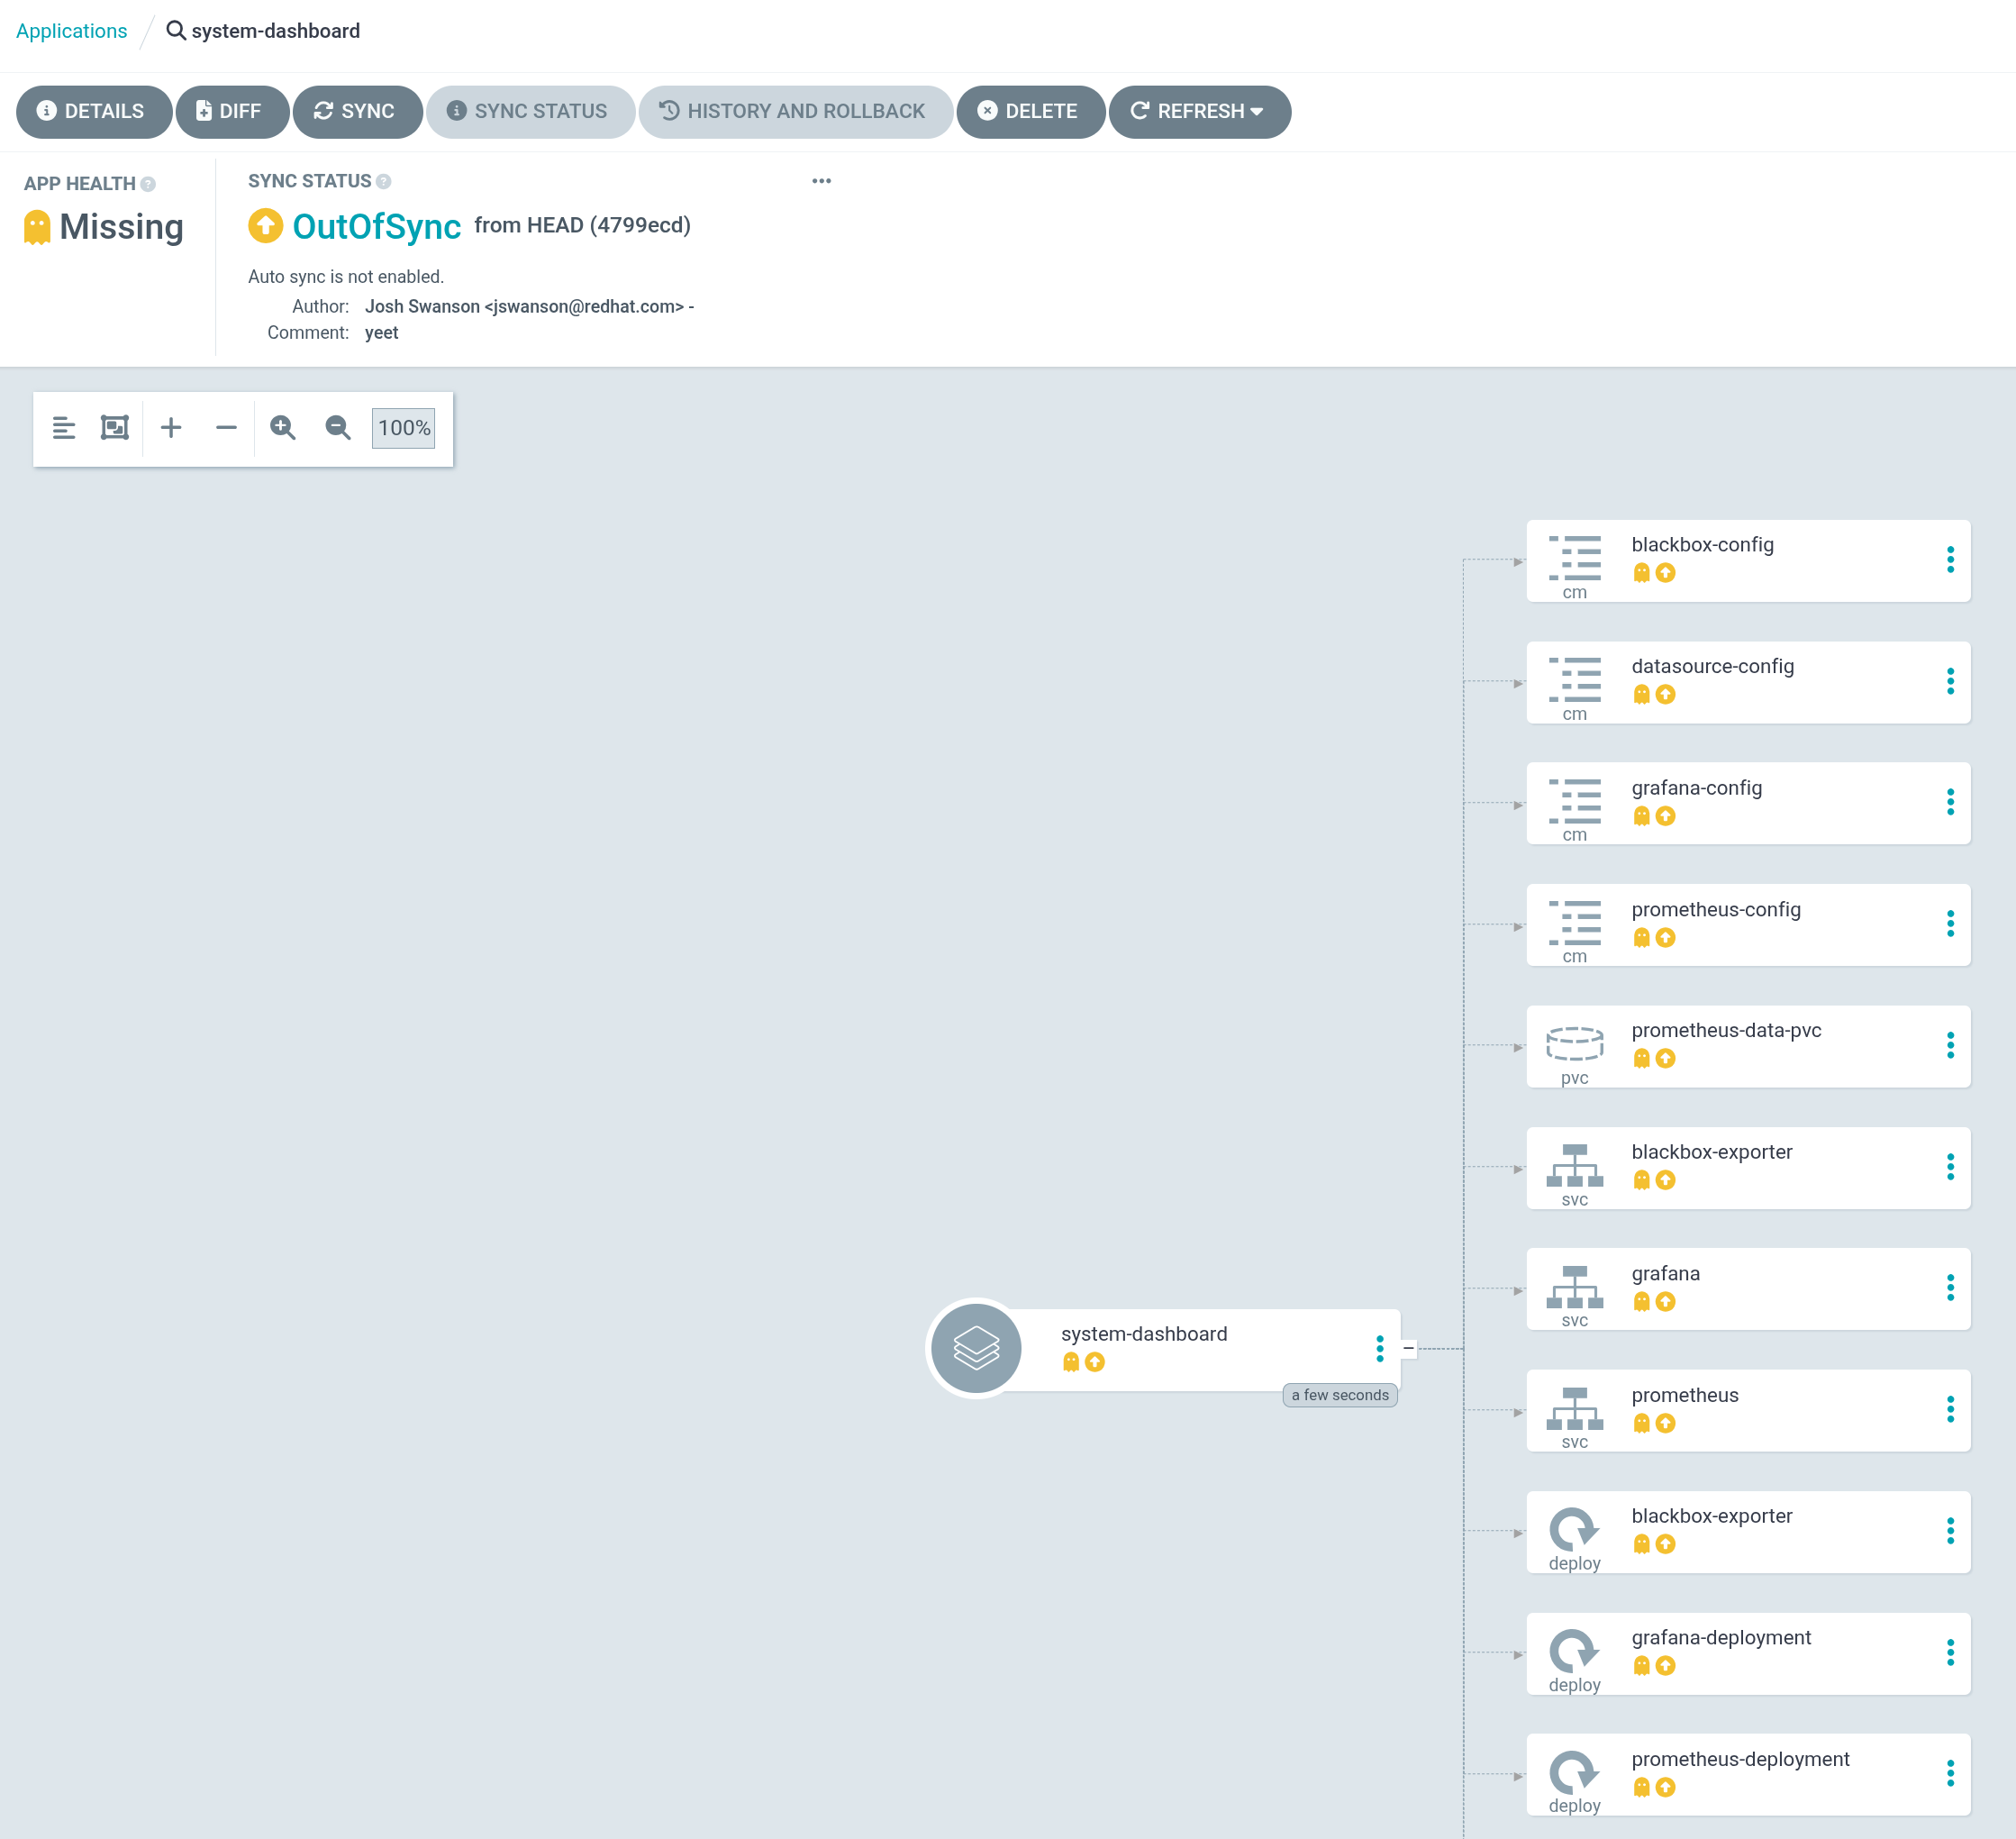 Applications
system-dashboard
DETAILS
DIFF
SYNC
SYNC STATUS
HISTORY AND ROLLBACK
DELETE
REFRESH
APP HEALTH ?
Missing
SYNC STATUS ?
OutOfSync from HEAD (4799ecd)
Auto sync is not enabled.
Author: Josh Swanson <jswanson@redhat.com> -
Comment: yeet
100%
blackbox-config
cm
datasource-config
cm
grafana-config
cm
prometheus-config
cm
prometheus-data-pvc
pvc
blackbox-exporter
svc
grafana
svc
system-dashboard
a few seconds
prometheus
svc
blackbox-exporter
deploy
grafana-deployment
deploy
prometheus-deployment
deploy